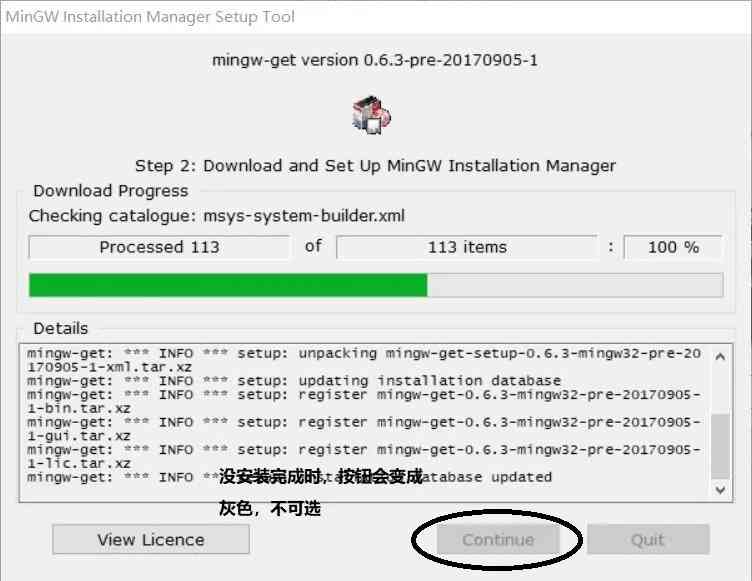 MinGW Installation Manager Setup Tool
mingw-get version 0.6.3-pre-20170905-1
Step 2: Download and Set Up MinGW Installation Manager
Download Progress
Checking catalogue: msys-system-builder.xml
Processed 113 of 113 items : 100 %
Details
mingw-get: *** INFO *** setup: unpacking mingw-get-setup-0.6.3-mingw32-pre-20
170905-1-xml.tar.xz
mingw-get: *** INFO *** setup: updating installation database
mingw-get: *** INFO *** setup: register mingw-get-0.6.3-mingw32-pre-20170905-
1-bin.tar.xz
mingw-get: *** INFO *** setup: register mingw-get-0.6.3-mingw32-pre-20170905-
1-gui.tar.xz
mingw-get: *** INFO *** setup: register mingw-get-0.6.3-mingw32-pre-20170905-
1-lic.tar.xz
mingw-get: *** INFO *** database updated
没安装完成时，按钮会变成
灰色，不可选
View Licence Continue Quit